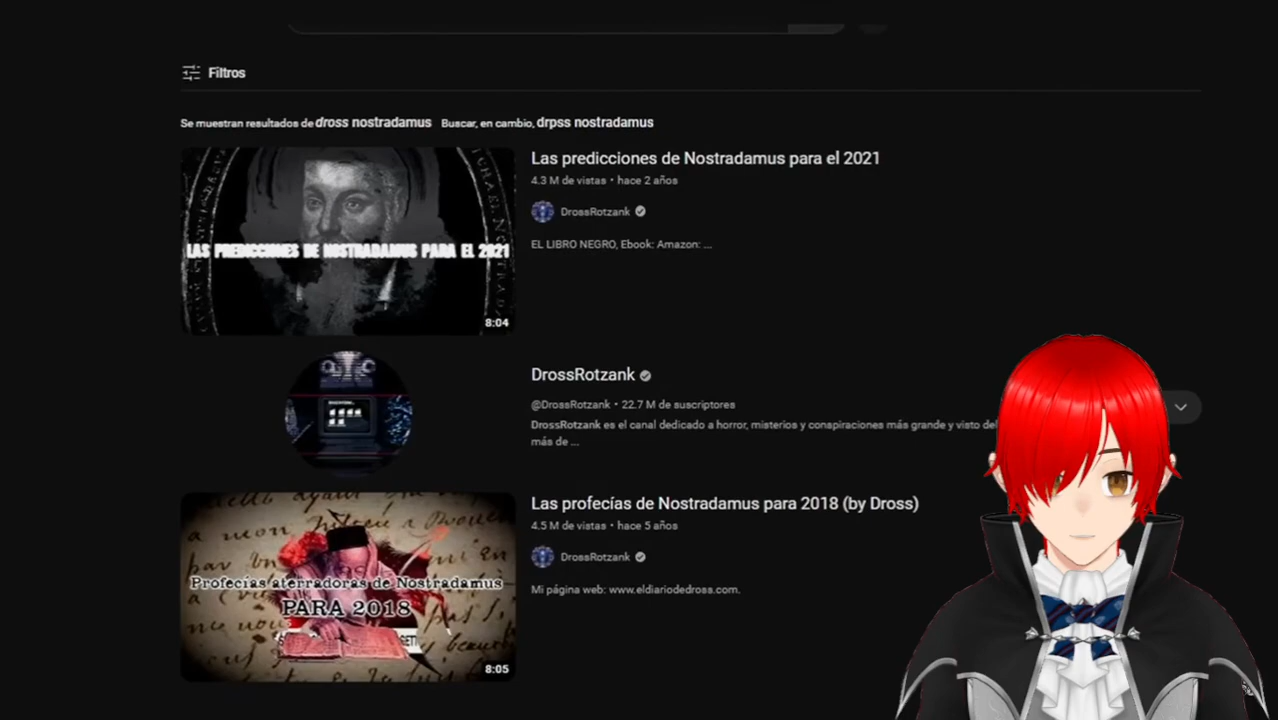 Filtros
Se muestran resultados de dross nostradamus Buscar, en cambio, drpss nostradamus
Las predicciones de Nostradamus para el 2021
4.3 M de vistas • hace 2 años
DrossRotzank
EL LIBRO NEGRO, Ebook: Amazon: ...
LAS PREDICCIONES DE NOSTRADAMUS PARA EL 2021
8:04
DrossRotzank
@DrossRotzank • 22.7 M de suscriptores
DrossRotzank es el canal dedicado a horror, misterios y conspiraciones más grande y visto del
más de ...
Las profecías de Nostradamus para 2018 (by Dross)
4.5 M de vistas • hace 5 años
DrossRotzank
Mi página web: www.eldiariodedross.com.
Profecías aterradoras de Nostradamus
PARA 2018
8:05